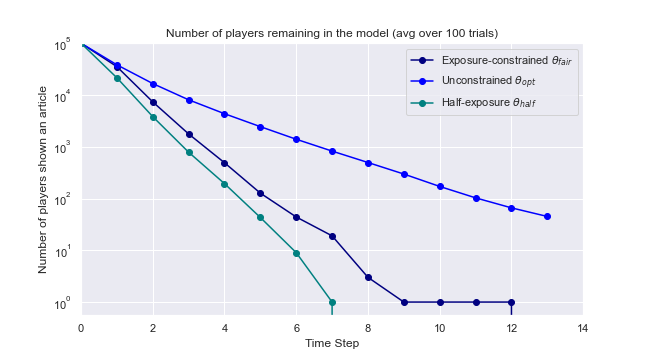 Number of players remaining in the model (avg over 100 trials)
Exposure-constrained θ_fair
Unconstrained θ_opt
Half-exposure θ_half
Number of players shown an article
10^5
10^4
10^3
10^2
10^1
10^0
0 2 4 6 8 10 12 14
Time Step